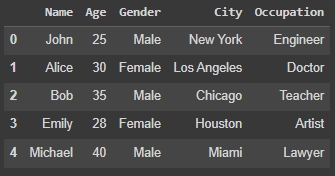 Name Age Gender City Occupation
0 John 25 Male New York Engineer
1 Alice 30 Female Los Angeles Doctor
2 Bob 35 Male Chicago Teacher
3 Emily 28 Female Houston Artist
4 Michael 40 Male Miami Lawyer